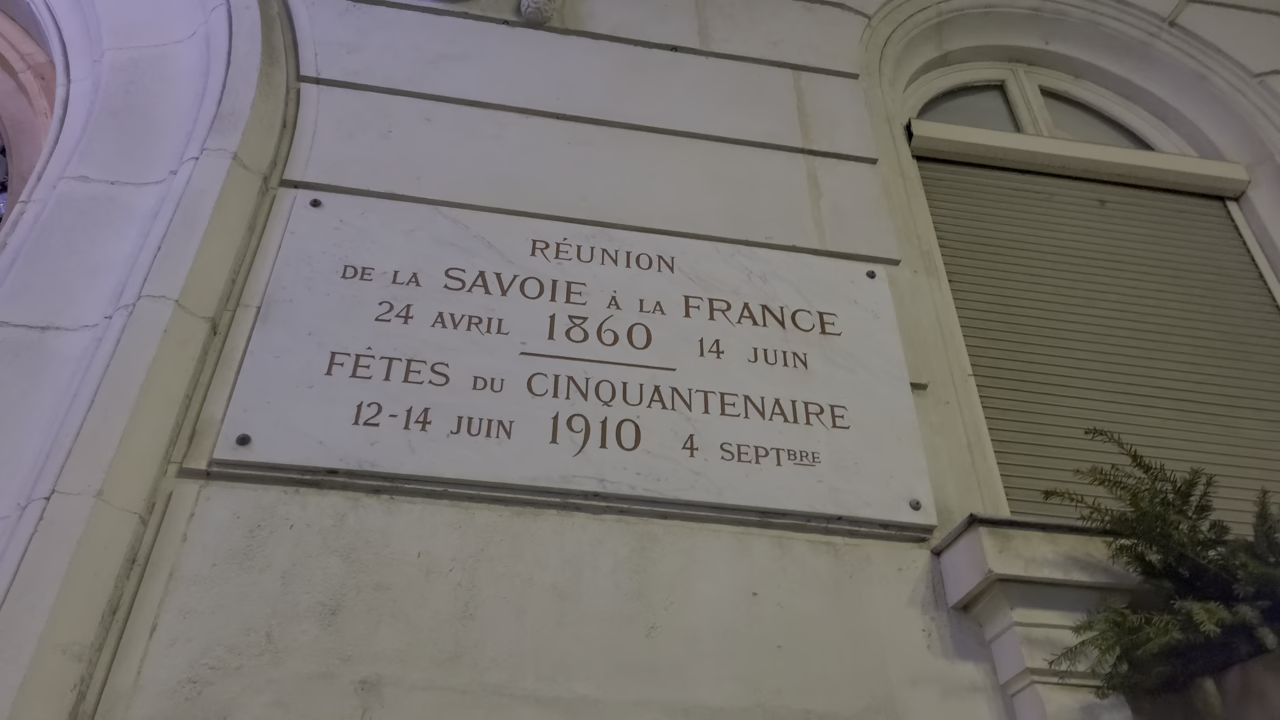 RÉUNION
DE LA SAVOIE À LA FRANCE
24 AVRIL 1860 14 JUIN
FÊTES DU CINQUANTENAIRE
12-14 JUIN 1910 4 SEPTBRE